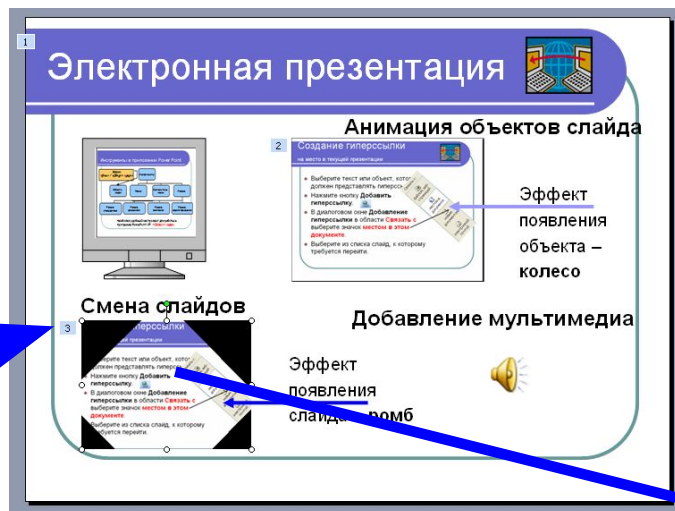 1
Электронная презентация
Анимация объектов слайда
Инструменты в приложении Power Point
2
Создание гиперссылки
на место в текущей презентации
Выберите текст или объект, который
должен представлять гиперссылку
Нажмите кнопку Добавить
гиперссылку.
В диалоговом окне Добавление
гиперссылки в области Связать с
выберите значок местом в этом
документе.
Выберите из списка слайд, к которому
требуется перейти.
Эффект
появления
объекта –
колесо
Смена слайдов
Добавление мультимедиа
3
Нажмите кнопку Добавить
гиперссылку.
В диалоговом окне Добавление
гиперссылки в области Связать с
выберите значок местом в этом
документе
Выберите из списка слайд, к которому
требуется перейти.
Эффект
появления
слайда
ромб